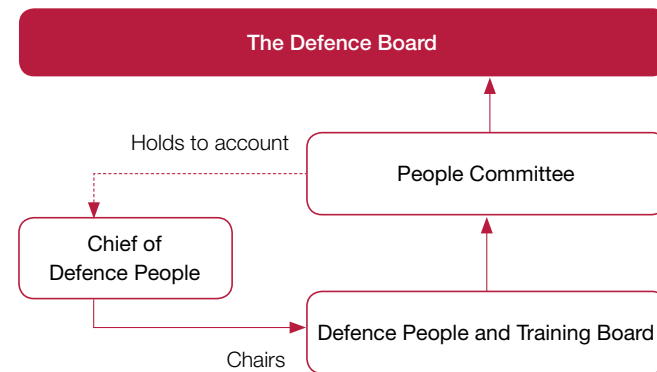 The Defence Board
Holds to account
People Committee
Chief of
Defence People
Defence People and Training Board
Chairs